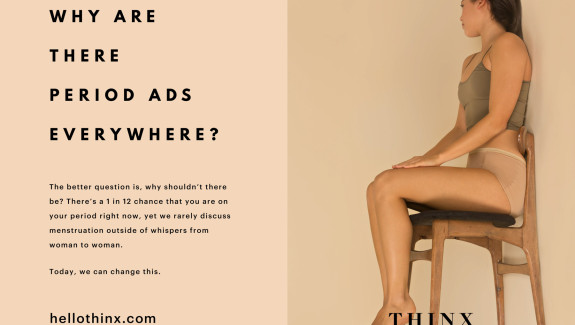 WHY ARE
THERE
PERIOD ADS
EVERYWHERE?
The better question is, why shouldn't there
be? There's a 1 in 12 chance that you are on
your period right now, yet we rarely discuss
menstruation outside of whispers from
woman to woman.
Today, we can change this.
hellothinx.com
THINX